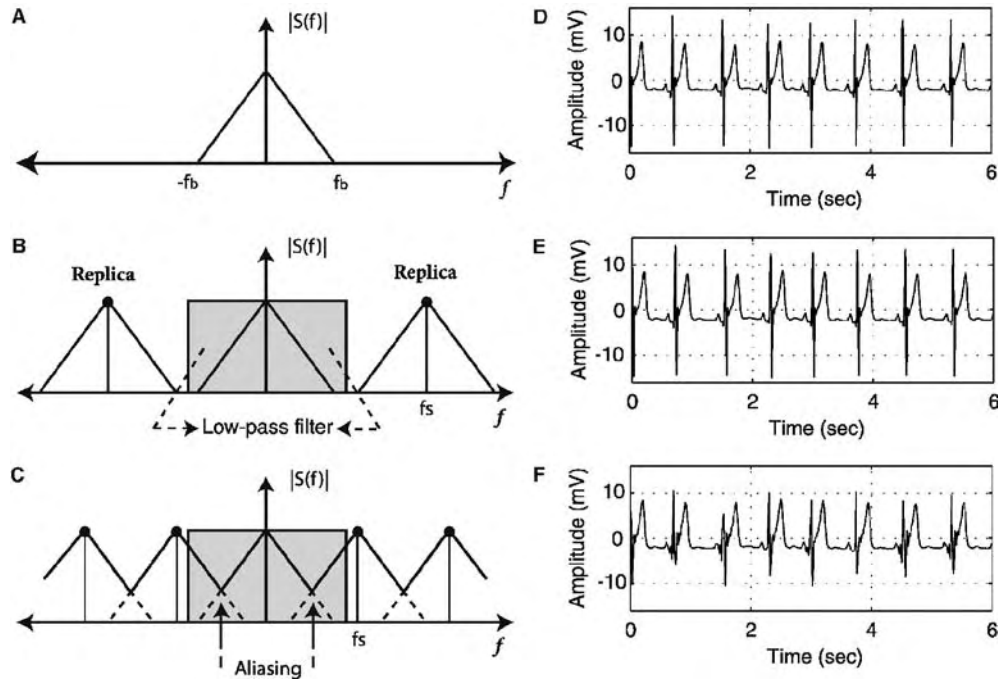 A
|S(f)|
-fb
fb
f
B
|S(f)|
Replica
Replica
fs
f
Low-pass filter
C
|S(f)|
fs
f
Aliasing
D
Amplitude (mV)
10
0
-10
0
2
4
6
Time (sec)
E
Amplitude (mV)
10
0
-10
0
2
4
6
Time (sec)
F
Amplitude (mV)
10
0
-10
0
2
4
6
Time (sec)